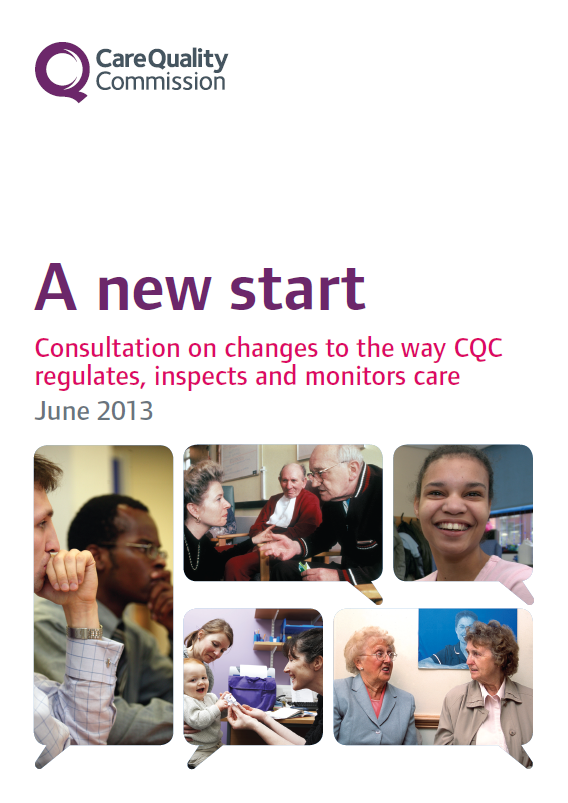 CareQuality
Commission
A new start
Consultation on changes to the way CQC
regulates, inspects and monitors care
June 2013